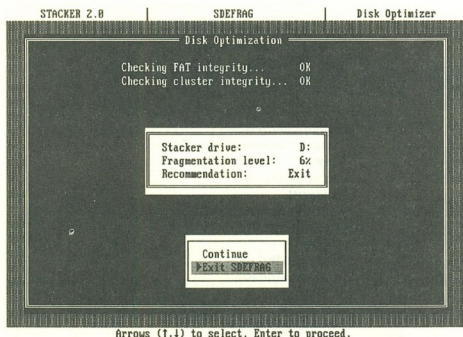 STACKER 2.0 SDEFRAG Disk Optimizer
Disk Optimization
Checking FAT integrity... OK
Checking cluster integrity... OK
Stacker drive: D:
Fragmentation level: 6%
Recommendation: Exit
Continue
▶Exit SDEFRAG
Arrows (↑,↓) to select, Enter to proceed.